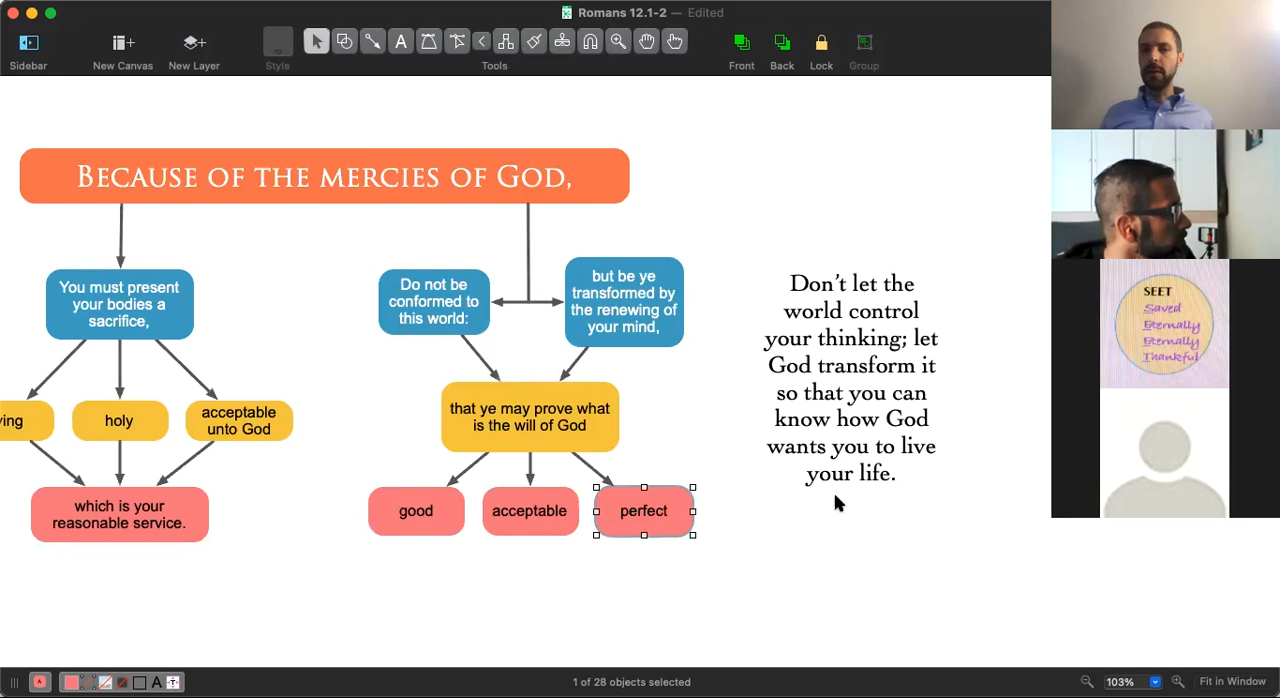 Romans 12.1-2 — Edited
Sidebar
New Canvas
New Layer
Style
Tools
Front
Back
Lock
Group
BECAUSE OF THE MERCIES OF GOD,
You must present
your bodies a
sacrifice,
Do not be
conformed to
this world:
but be ye
transformed by
the renewing of
your mind,
holy
acceptable
unto God
that ye may prove what
is the will of God
which is your
reasonable service.
good
acceptable
perfect
Don't let the
world control
your thinking; let
God transform it
so that you can
know how God
wants you to live
your life.
SEET
Saved
Eternally
Eternally
Thankful
1 of 28 objects selected
103%
Fit in Window